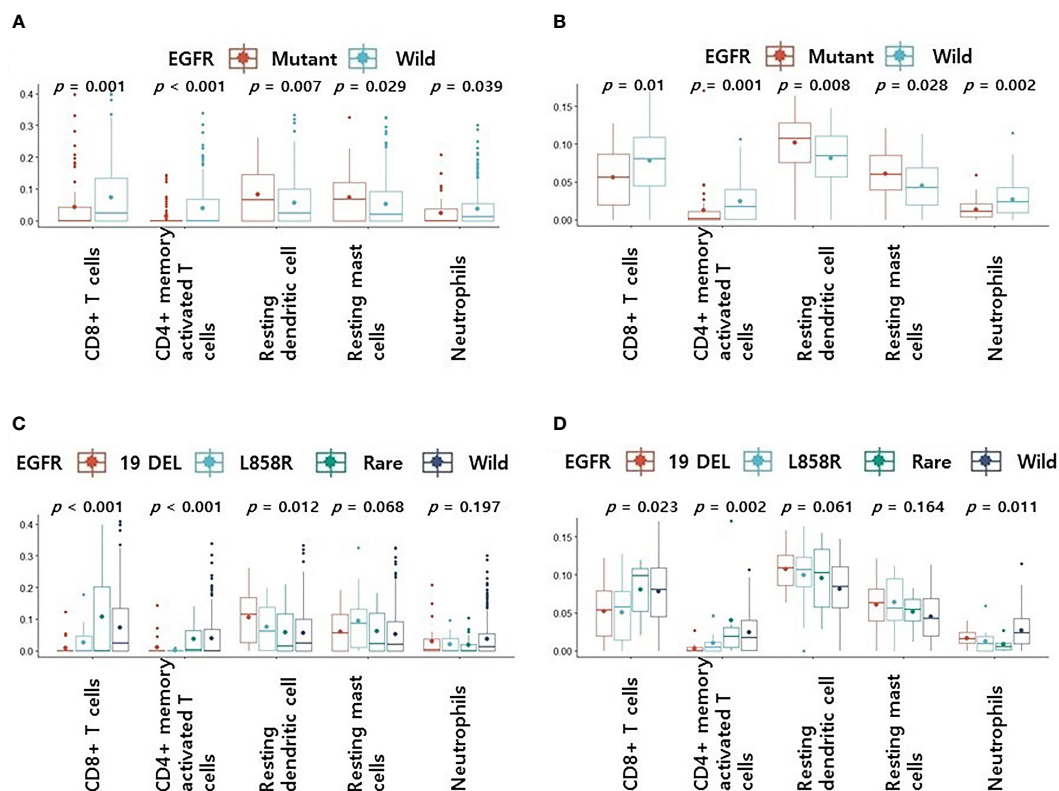 A
EGFR Mutant Wild
p = 0.001 p < 0.001 p = 0.007 p = 0.029 p = 0.039
0.4
0.3
0.2
0.1
0.0
CD8+ T cells
CD4+ memory
activated T
cells
Resting
dendritic cell
Resting mast
cells
Neutrophils
B
EGFR Mutant Wild
p = 0.01 p = 0.001 p = 0.008 p = 0.028 p = 0.002
0.15
0.10
0.05
0.00
CD8+ T cells
CD4+ memory
activated T
cells
Resting
dendritic cell
Resting mast
cells
Neutrophils
C
EGFR 19 DEL L858R Rare Wild
p < 0.001 p < 0.001 p = 0.012 p = 0.068 p = 0.197
0.4
0.3
0.2
0.1
0.0
CD8+ T cells
CD4+ memory
activated T
cells
Resting
dendritic cell
Resting mast
cells
Neutrophils
D
EGFR 19 DEL L858R Rare Wild
p = 0.023 p = 0.002 p = 0.061 p = 0.164 p = 0.011
0.15
0.10
0.05
0.00
CD8+ T cells
CD4+ memory
activated T
cells
Resting
dendritic cell
Resting mast
cells
Neutrophils